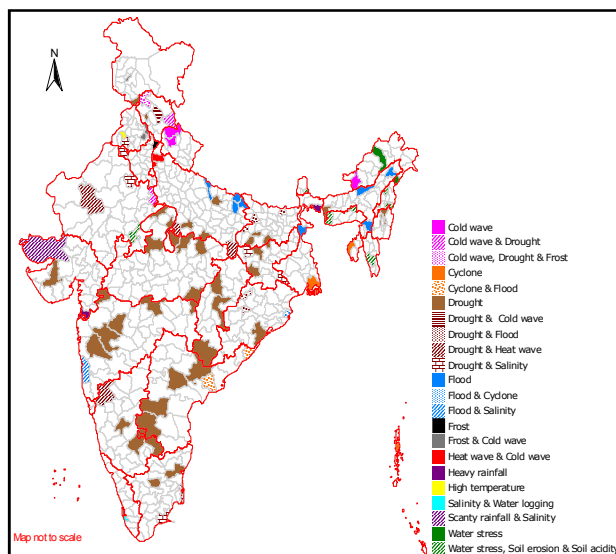 N
Cold wave
Cold wave & Drought
Cold wave, Drought & Frost
Cyclone
Cyclone & Flood
Drought
Drought & Cold wave
Drought & Flood
Drought & Heat wave
Drought & Salinity
Flood
Flood & Cyclone
Flood & Salinity
Frost
Frost & Cold wave
Heat wave & Cold wave
Heavy rainfall
High temperature
Salinity & Water logging
Scanty rainfall & Salinity
Water stress
Water stress, Soil erosion & Soil acidity
Map not to scale